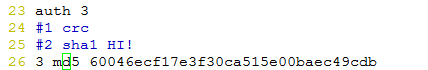 23 auth 3
24 #1 crc
25 #2 sha1 HI!
26 3 md5 60046ecf17e3f30ca515e00baec49cdb